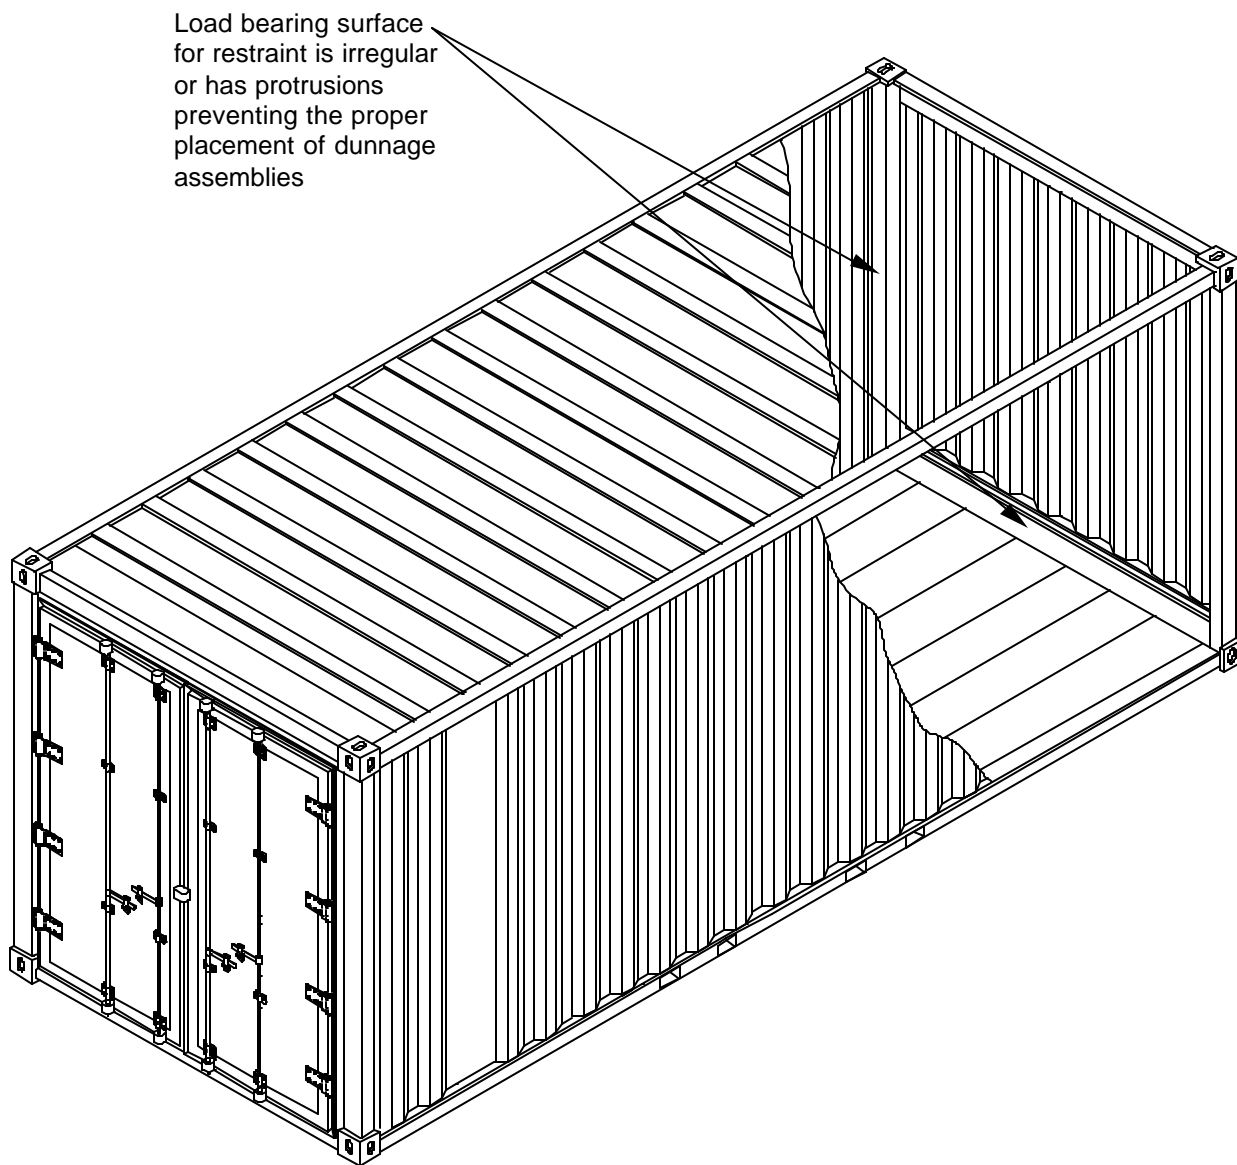 Load bearing surface
for restraint is irregular
or has protrusions
preventing the proper
placement of dunnage
assemblies